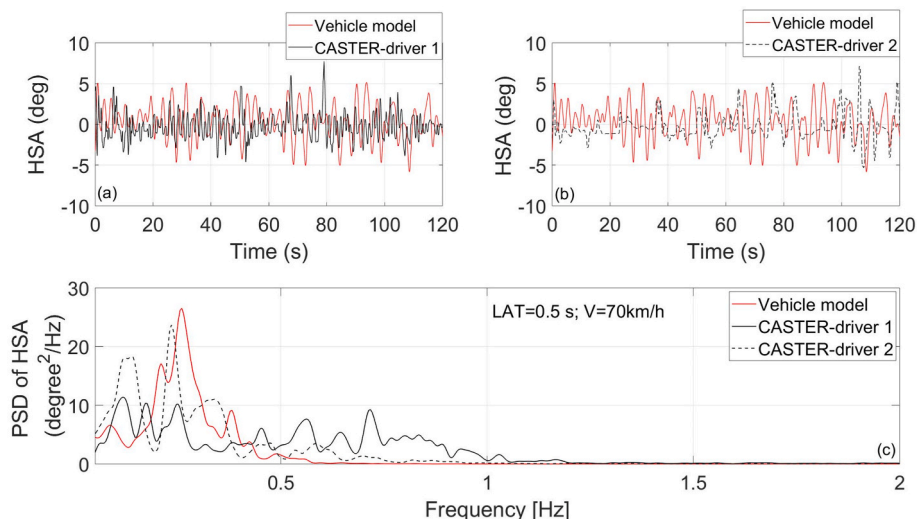 Vehicle model
CASTER-driver 1
10
5
0
-5
-10
HSA (deg)
(a)
0 20 40 60 80 100 120
Time (s)
Vehicle model
CASTER-driver 2
10
5
0
-5
-10
HSA (deg)
(b)
0 20 40 60 80 100 120
Time (s)
30
20
10
0
PSD of HSA
(degree²/Hz)
LAT=0.5 s; V=70km/h
Vehicle model
CASTER-driver 1
CASTER-driver 2
(c)
0.5 1 1.5 2
Frequency [Hz]